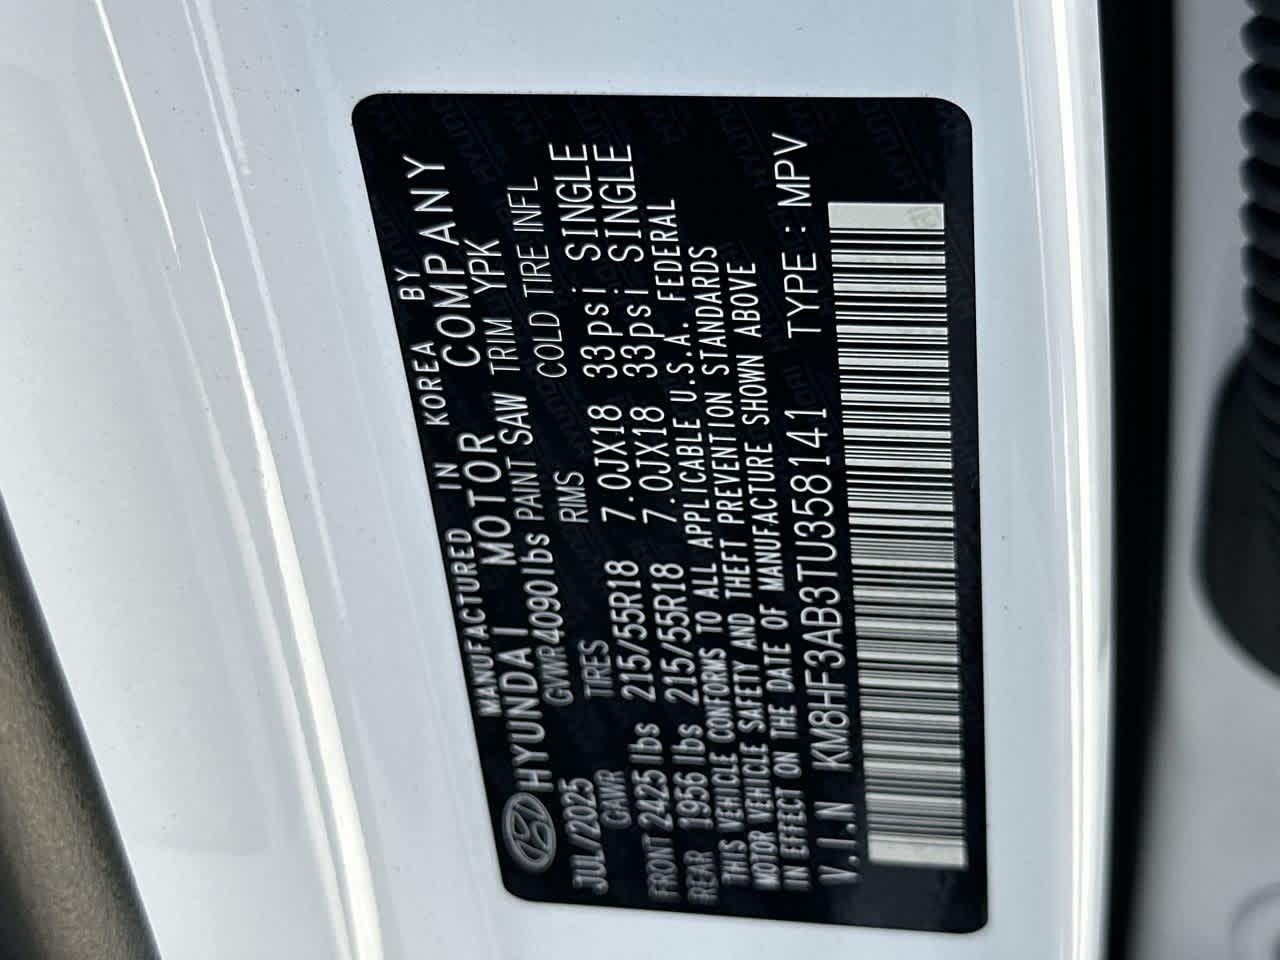 MANUFACTURED IN KOREA BY
HYUNDAI MOTOR COMPANY
JUL/2025 GVWR 4090lbs PAINT SAW TRIM YPK
GAWR TIRES RIMS COLD TIRE INFL
FRONT 2425 lbs 215/55R18 7.0JX18 33psi SINGLE
REAR 1956 lbs 215/55R18 7.0JX18 33psi SINGLE
THIS VEHICLE CONFORMS TO ALL APPLICABLE U.S.A. FEDERAL
MOTOR VEHICLE SAFETY AND THEFT PREVENTION STANDARDS
IN EFFECT ON THE DATE OF MANUFACTURE SHOWN ABOVE
V.I.N KM8HF3AB3TU358141 TYPE : MPV